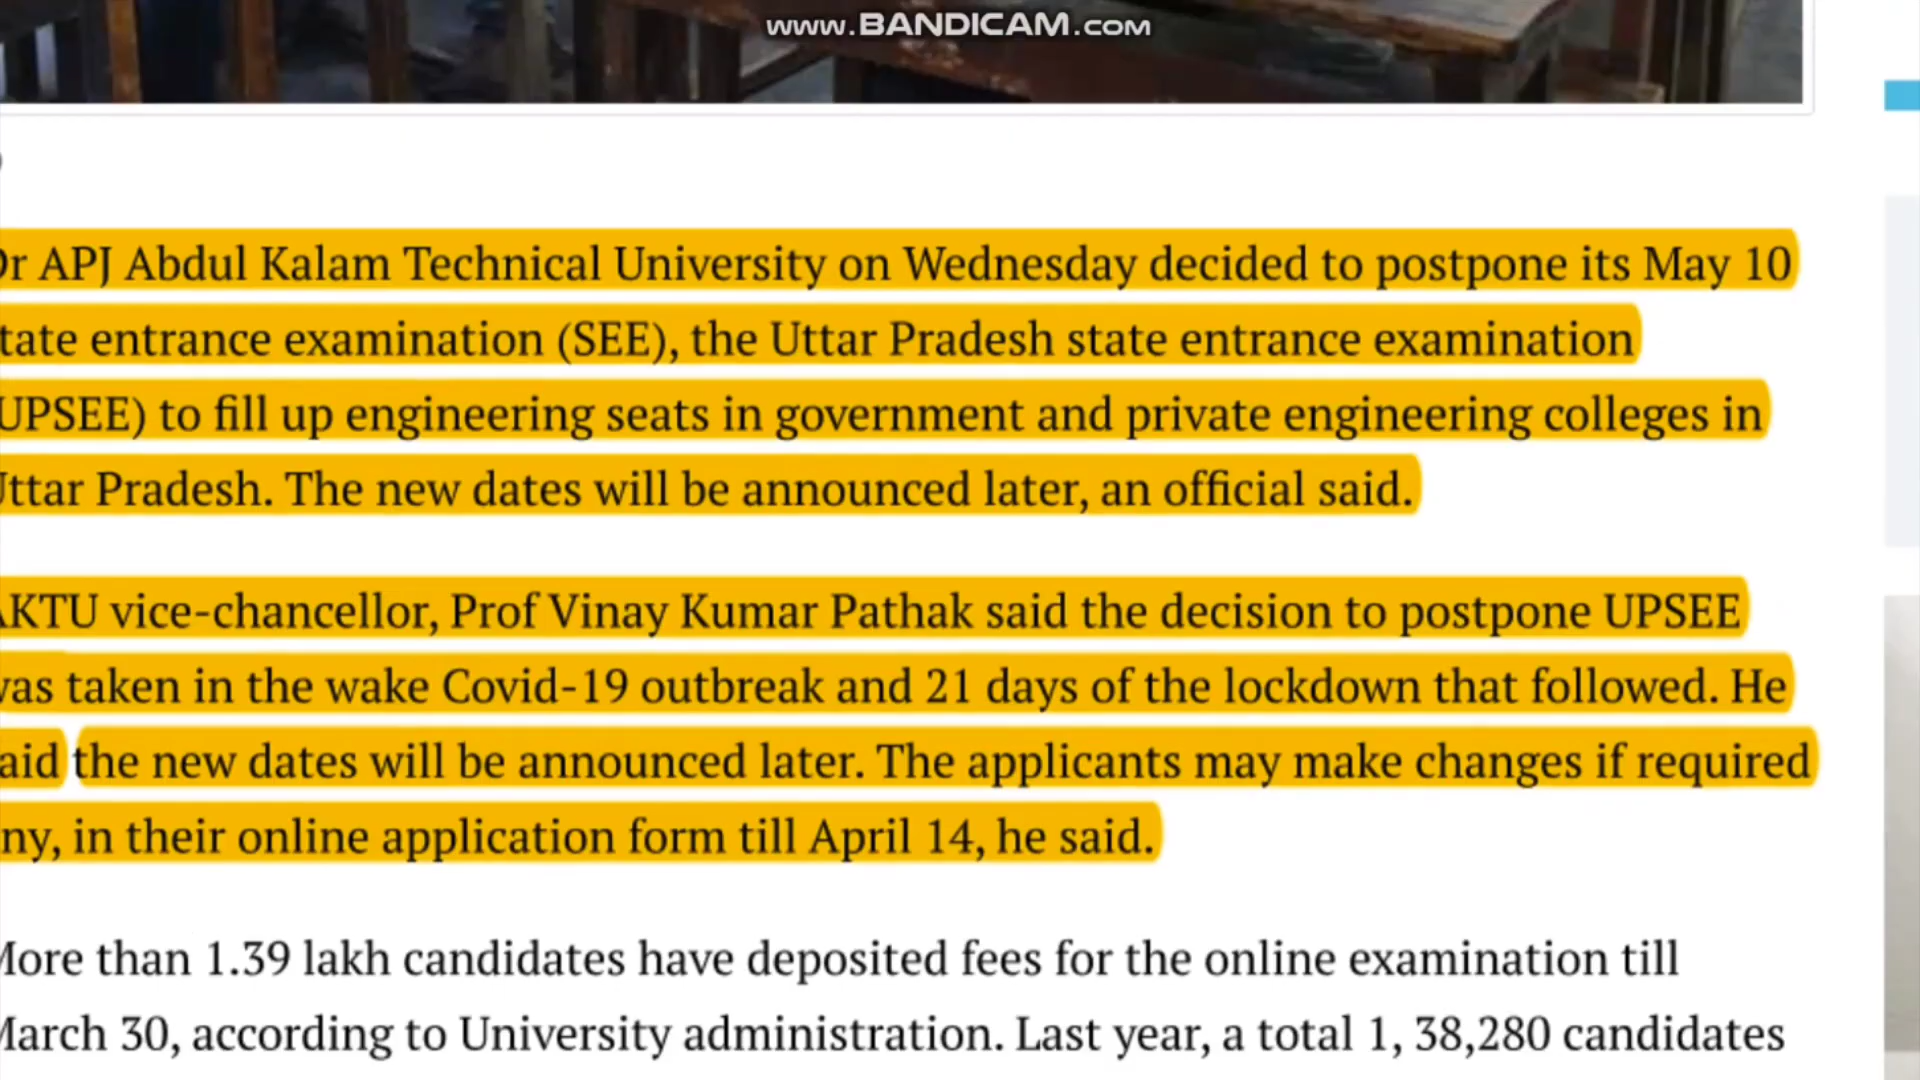 www.BANDICAM.com
Dr APJ Abdul Kalam Technical University on Wednesday decided to postpone its May 10
tate entrance examination (SEE), the Uttar Pradesh state entrance examination
UPSEE) to fill up engineering seats in government and private engineering colleges in
Uttar Pradesh. The new dates will be announced later, an official said.
AKTU vice-chancellor, Prof Vinay Kumar Pathak said the decision to postpone UPSEE
was taken in the wake Covid-19 outbreak and 21 days of the lockdown that followed. He
aid the new dates will be announced later. The applicants may make changes if required
ny, in their online application form till April 14, he said.
More than 1.39 lakh candidates have deposited fees for the online examination till
March 30, according to University administration. Last year, a total 1, 38,280 candidates